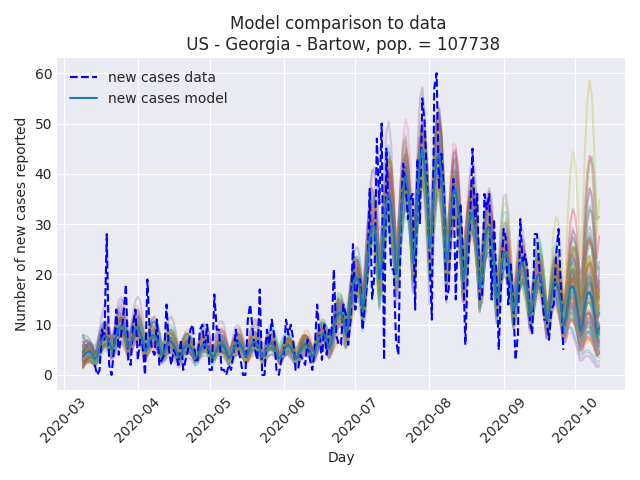 Model comparison to data
US - Georgia - Bartow, pop. = 107738
new cases data
new cases model
Number of new cases reported
60
50
40
30
20
10
0
2020-03
2020-04
2020-05
2020-06
2020-07
2020-08
2020-09
2020-10
Day